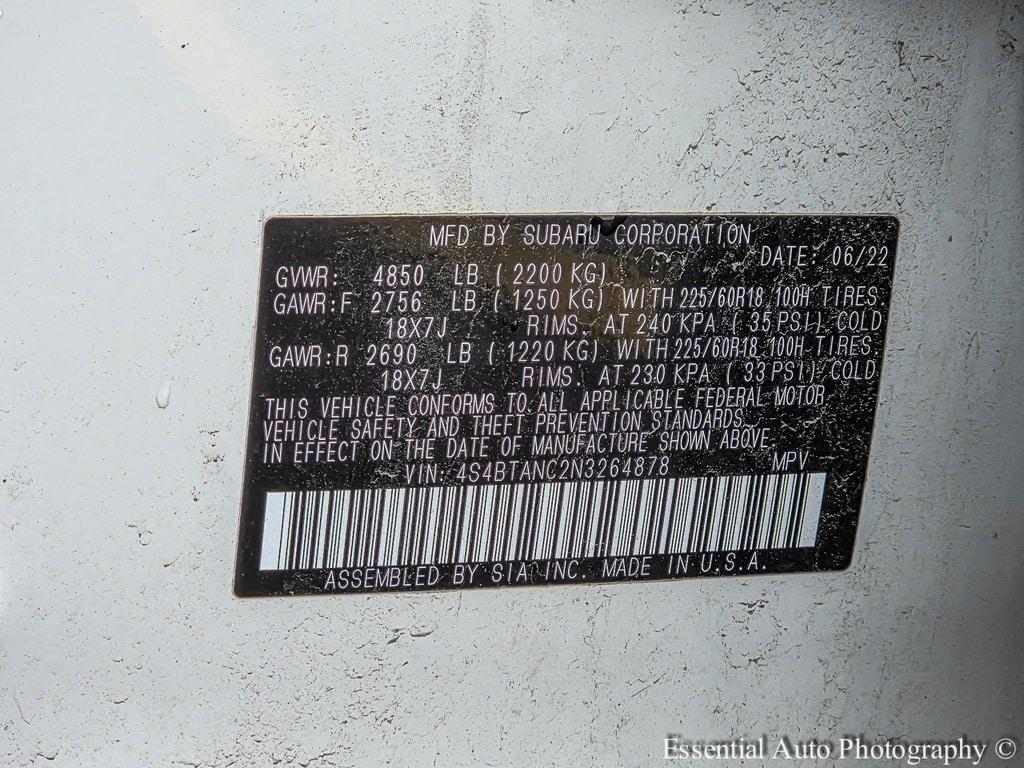 MFD BY SUBARU CORPORATION
DATE: 06/22
GVWR: 4850 LB ( 2200 KG)
GAWR:F 2756 LB ( 1250 KG) WITH 225/60R18 100H TIRES.
18X7J RIMS. AT 240 KPA ( 35 PSI) COLD
GAWR:R 2690 LB ( 1220 KG) WITH 225/60R18 100H TIRES.
18X7J RIMS. AT 230 KPA ( 33 PSI) COLD
THIS VEHICLE CONFORMS TO ALL APPLICABLE FEDERAL MOTOR
VEHICLE SAFETY AND THEFT PREVENTION STANDARDS
IN EFFECT ON THE DATE OF MANUFACTURE SHOWN ABOVE.
VIN: 4S4BTANC2N3264878 MPV
ASSEMBLED BY SIA INC. MADE IN U.S.A.
Essential Auto Photography ©